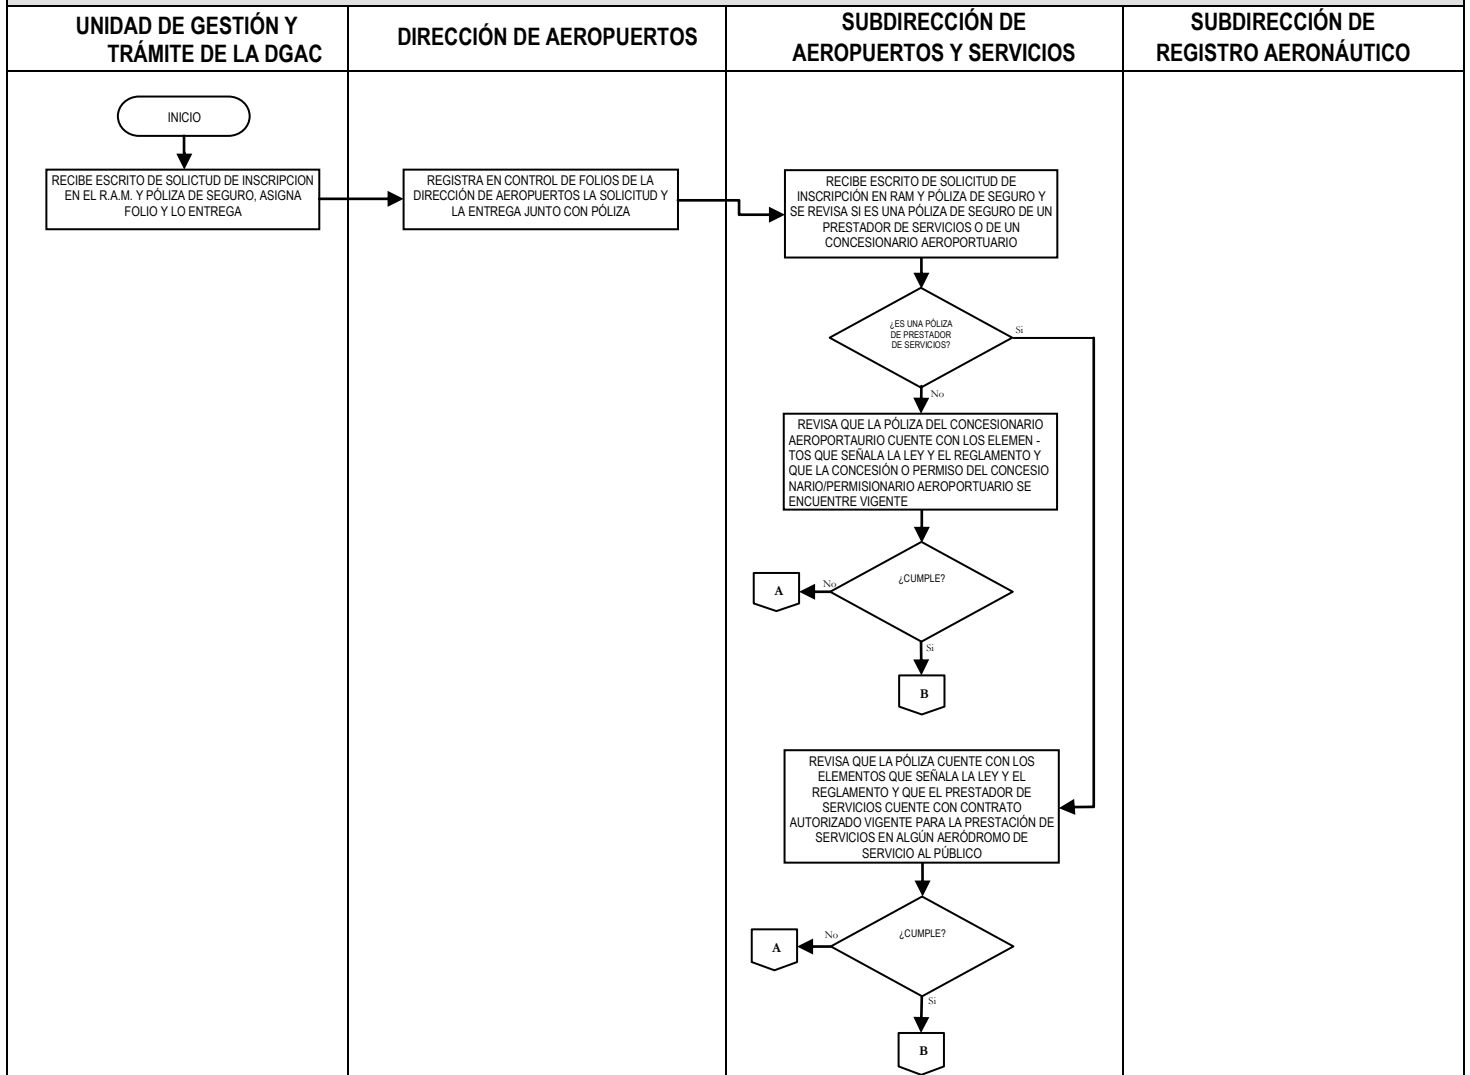 UNIDAD DE GESTIÓN Y
TRÁMITE DE LA DGAC
DIRECCIÓN DE AEROPUERTOS
SUBDIRECCIÓN DE
AEROPUERTOS Y SERVICIOS
SUBDIRECCIÓN DE
REGISTRO AERONÁUTICO
INICIO
RECIBE ESCRITO DE SOLICTUD DE INSCRIPCION
EN EL R.A.M. Y PÓLIZA DE SEGURO, ASIGNA
FOLIO Y LO ENTREGA
REGISTRA EN CONTROL DE FOLIOS DE LA
DIRECCIÓN DE AEROPUERTOS LA SOLICITUD Y
LA ENTREGA JUNTO CON PÓLIZA
RECIBE ESCRITO DE SOLICITUD DE
INSCRIPCIÓN EN RAM Y PÓLIZA DE SEGURO Y
SE REVISA SI ES UNA PÓLIZA DE SEGURO DE UN
PRESTADOR DE SERVICIOS O DE UN
CONCESIONARIO AEROPORTUARIO
¿ES UNA PÓLIZA
DE PRESTADOR
DE SERVICIOS?
Si
No
REVISA QUE LA PÓLIZA DEL CONCESIONARIO
AEROPORTAURIO CUENTE CON LOS ELEMEN -
TOS QUE SEÑALA LA LEY Y EL REGLAMENTO Y
QUE LA CONCESIÓN O PERMISO DEL CONCESIO
NARIO/PERMISIONARIO AEROPORTUARIO SE
ENCUENTRE VIGENTE
¿CUMPLE?
No
A
Si
B
REVISA QUE LA PÓLIZA CUENTE CON LOS
ELEMENTOS QUE SEÑALA LA LEY Y EL
REGLAMENTO Y QUE EL PRESTADOR DE
SERVICIOS CUENTE CON CONTRATO
AUTORIZADO VIGENTE PARA LA PRESTACIÓN DE
SERVICIOS EN ALGÚN AERÓDROMO DE
SERVICIO AL PÚBLICO
¿CUMPLE?
No
A
Si
B